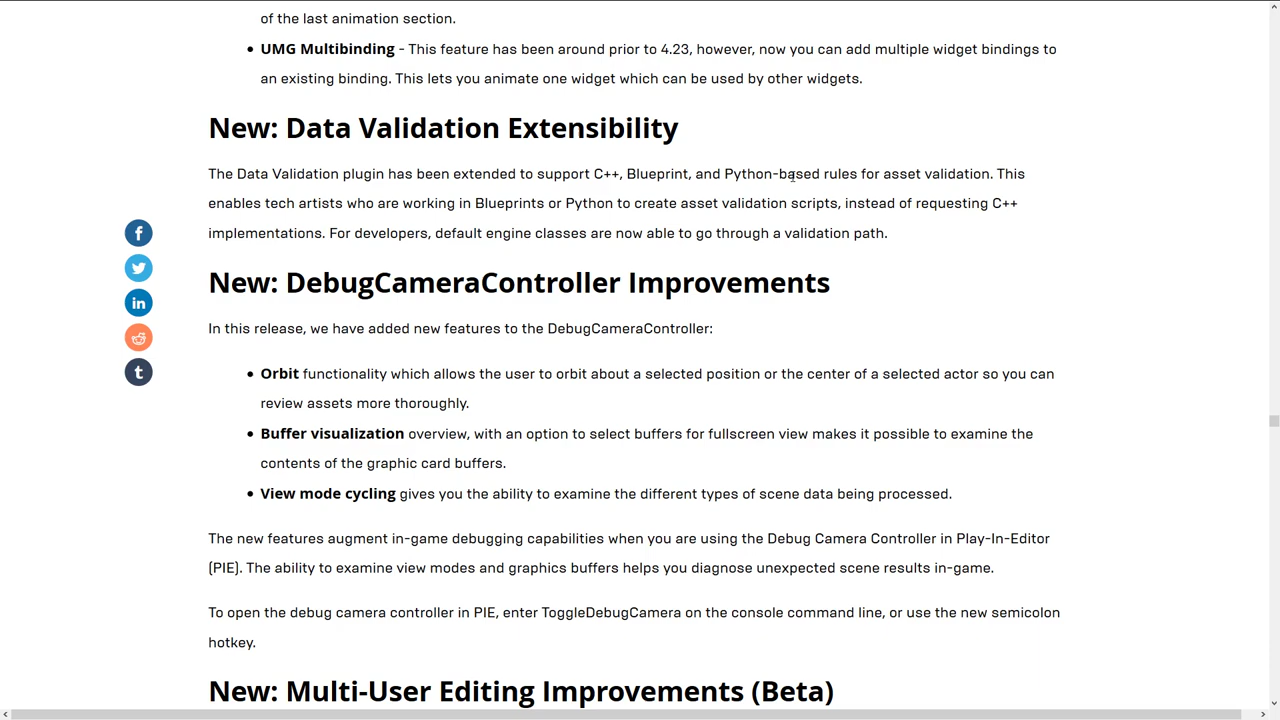 of the last animation section.
• UMG Multibinding - This feature has been around prior to 4.23, however, now you can add multiple widget bindings to
an existing binding. This lets you animate one widget which can be used by other widgets.
New: Data Validation Extensibility
The Data Validation plugin has been extended to support C++, Blueprint, and Python-based rules for asset validation. This
enables tech artists who are working in Blueprints or Python to create asset validation scripts, instead of requesting C++
implementations. For developers, default engine classes are now able to go through a validation path.
New: DebugCameraController Improvements
In this release, we have added new features to the DebugCameraController:
• Orbit functionality which allows the user to orbit about a selected position or the center of a selected actor so you can
review assets more thoroughly.
• Buffer visualization overview, with an option to select buffers for fullscreen view makes it possible to examine the
contents of the graphic card buffers.
• View mode cycling gives you the ability to examine the different types of scene data being processed.
The new features augment in-game debugging capabilities when you are using the Debug Camera Controller in Play-In-Editor
(PIE). The ability to examine view modes and graphics buffers helps you diagnose unexpected scene results in-game.
To open the debug camera controller in PIE, enter ToggleDebugCamera on the console command line, or use the new semicolon
hotkey.
New: Multi-User Editing Improvements (Beta)